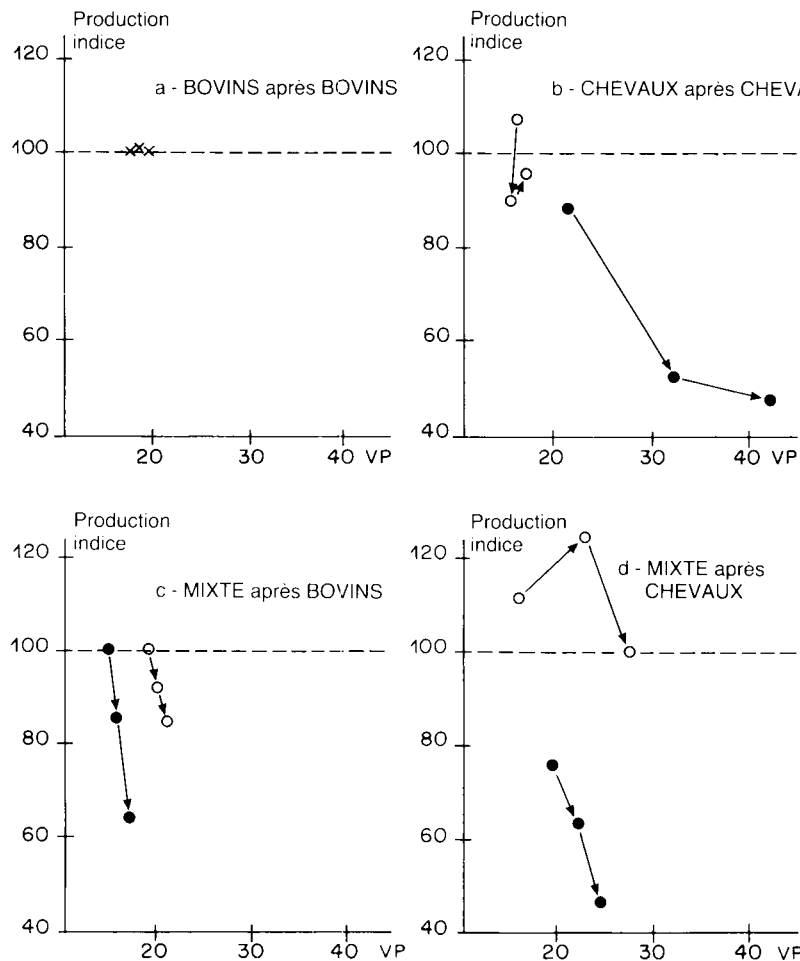 Production
indice
120
100
80
60
40
20
30
40 VP
a - BOVINS après BOVINS
Production
indice
120
100
80
60
40
20
30
40 VP
b - CHEVAUX après CHEVA
Production
indice
120
100
80
60
40
20
30
40 VP
c - MIXTE après BOVINS
Production
indice
120
100
80
60
40
20
30
40 VP
d - MIXTE après
CHEVAUX